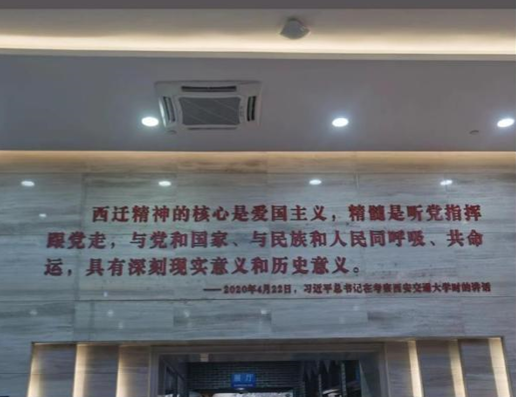 西迁精神的核心是爱国主义，精髓是听党指挥
跟党走，与党和国家、与民族和人民同呼吸、共命
运，具有深刻现实意义和历史意义。
——2020年4月22日，习近平总书记在考察西安交通大学时的讲话